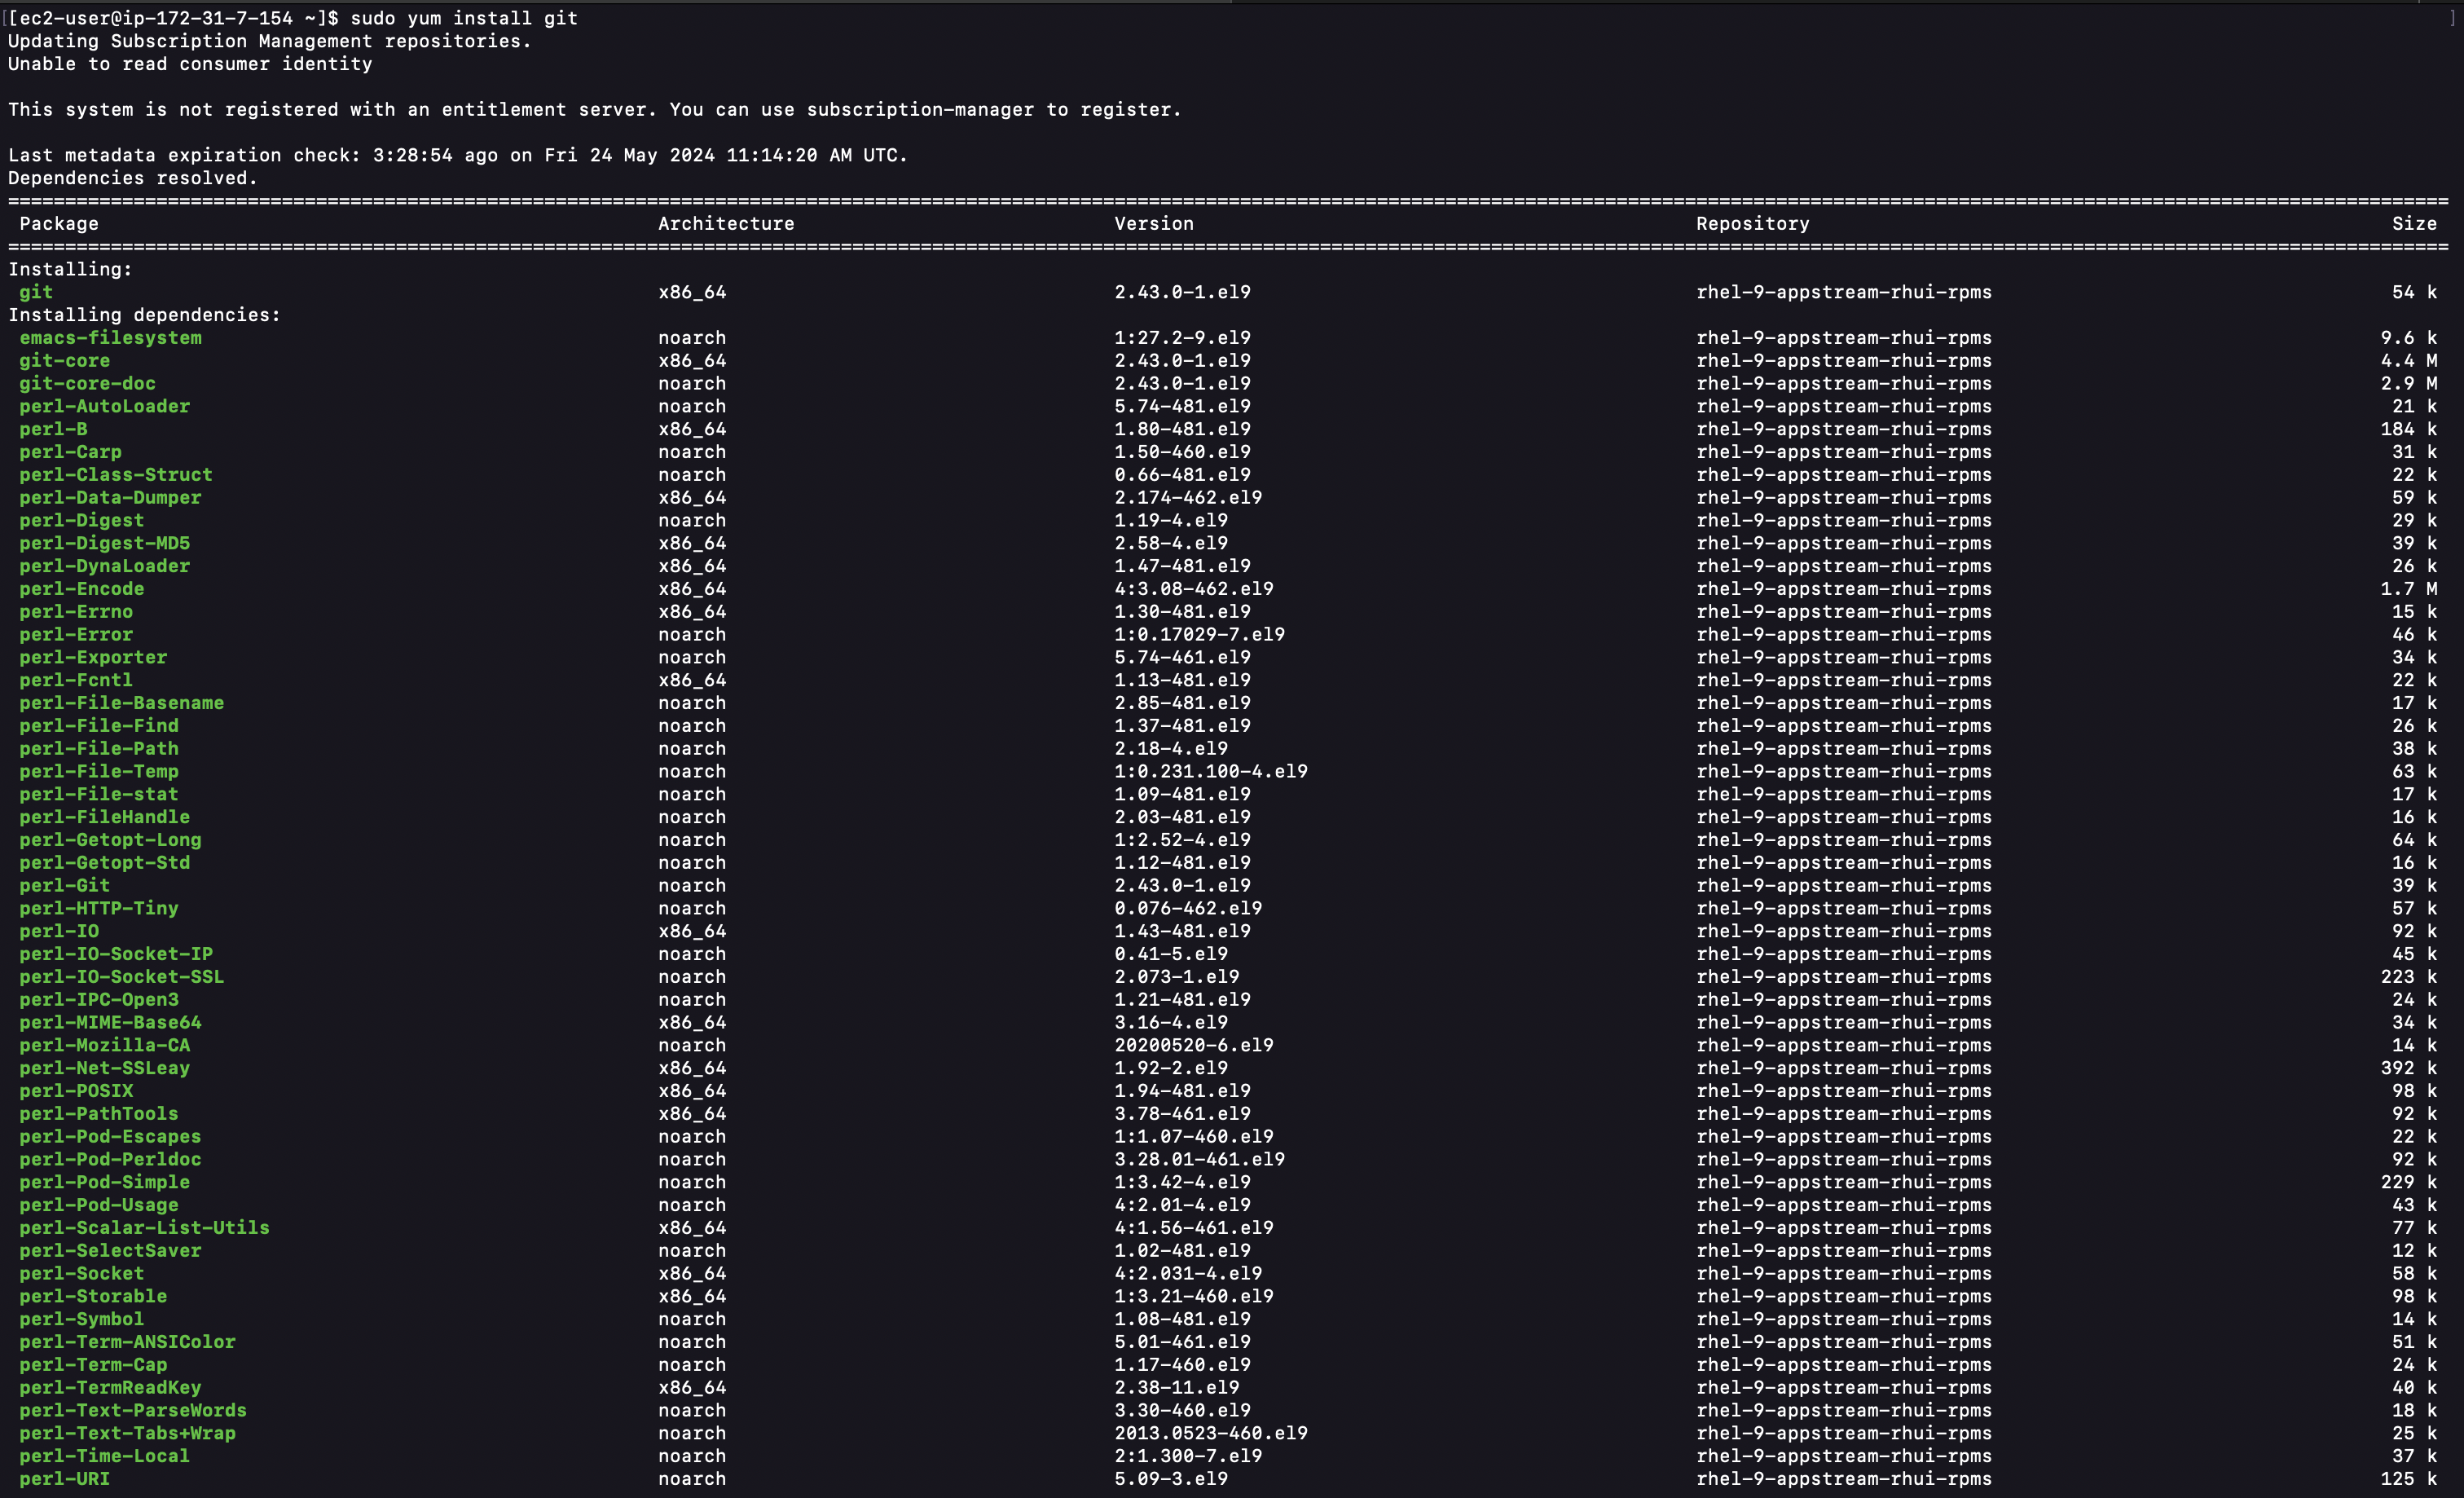 [[ec2-user@ip-172-31-7-154 ~]$ sudo yum install git ]
Updating Subscription Management repositories.
Unable to read consumer identity
This system is not registered with an entitlement server. You can use subscription-manager to register.
Last metadata expiration check: 3:28:54 ago on Fri 24 May 2024 11:14:20 AM UTC.
Dependencies resolved.
Package Architecture Version Repository Size
Installing:
git x86_64 2.43.0-1.el9 rhel-9-appstream-rhui-rpms 54 k
Installing dependencies:
emacs-filesystem noarch 1:27.2-9.el9 rhel-9-appstream-rhui-rpms 9.6 k
git-core x86_64 2.43.0-1.el9 rhel-9-appstream-rhui-rpms 4.4 M
git-core-doc noarch 2.43.0-1.el9 rhel-9-appstream-rhui-rpms 2.9 M
perl-AutoLoader noarch 5.74-481.el9 rhel-9-appstream-rhui-rpms 21 k
perl-B x86_64 1.80-481.el9 rhel-9-appstream-rhui-rpms 184 k
perl-Carp noarch 1.50-460.el9 rhel-9-appstream-rhui-rpms 31 k
perl-Class-Struct noarch 0.66-481.el9 rhel-9-appstream-rhui-rpms 22 k
perl-Data-Dumper x86_64 2.174-462.el9 rhel-9-appstream-rhui-rpms 59 k
perl-Digest noarch 1.19-4.el9 rhel-9-appstream-rhui-rpms 29 k
perl-Digest-MD5 x86_64 2.58-4.el9 rhel-9-appstream-rhui-rpms 39 k
perl-DynaLoader x86_64 1.47-481.el9 rhel-9-appstream-rhui-rpms 26 k
perl-Encode x86_64 4:3.08-462.el9 rhel-9-appstream-rhui-rpms 1.7 M
perl-Errno x86_64 1.30-481.el9 rhel-9-appstream-rhui-rpms 15 k
perl-Error noarch 1:0.17029-7.el9 rhel-9-appstream-rhui-rpms 46 k
perl-Exporter noarch 5.74-461.el9 rhel-9-appstream-rhui-rpms 34 k
perl-Fcntl x86_64 1.13-481.el9 rhel-9-appstream-rhui-rpms 22 k
perl-File-Basename noarch 2.85-481.el9 rhel-9-appstream-rhui-rpms 17 k
perl-File-Find noarch 1.37-481.el9 rhel-9-appstream-rhui-rpms 26 k
perl-File-Path noarch 2.18-4.el9 rhel-9-appstream-rhui-rpms 38 k
perl-File-Temp noarch 1:0.231.100-4.el9 rhel-9-appstream-rhui-rpms 63 k
perl-File-stat noarch 1.09-481.el9 rhel-9-appstream-rhui-rpms 17 k
perl-FileHandle noarch 2.03-481.el9 rhel-9-appstream-rhui-rpms 16 k
perl-Getopt-Long noarch 1:2.52-4.el9 rhel-9-appstream-rhui-rpms 64 k
perl-Getopt-Std noarch 1.12-481.el9 rhel-9-appstream-rhui-rpms 16 k
perl-Git noarch 2.43.0-1.el9 rhel-9-appstream-rhui-rpms 39 k
perl-HTTP-Tiny noarch 0.076-462.el9 rhel-9-appstream-rhui-rpms 57 k
perl-IO x86_64 1.43-481.el9 rhel-9-appstream-rhui-rpms 92 k
perl-IO-Socket-IP noarch 0.41-5.el9 rhel-9-appstream-rhui-rpms 45 k
perl-IO-Socket-SSL noarch 2.073-1.el9 rhel-9-appstream-rhui-rpms 223 k
perl-IPC-Open3 noarch 1.21-481.el9 rhel-9-appstream-rhui-rpms 24 k
perl-MIME-Base64 x86_64 3.16-4.el9 rhel-9-appstream-rhui-rpms 34 k
perl-Mozilla-CA noarch 20200520-6.el9 rhel-9-appstream-rhui-rpms 14 k
perl-Net-SSLeay x86_64 1.92-2.el9 rhel-9-appstream-rhui-rpms 392 k
perl-POSIX x86_64 1.94-481.el9 rhel-9-appstream-rhui-rpms 98 k
perl-PathTools x86_64 3.78-461.el9 rhel-9-appstream-rhui-rpms 92 k
perl-Pod-Escapes noarch 1:1.07-460.el9 rhel-9-appstream-rhui-rpms 22 k
perl-Pod-Perldoc noarch 3.28.01-461.el9 rhel-9-appstream-rhui-rpms 92 k
perl-Pod-Simple noarch 1:3.42-4.el9 rhel-9-appstream-rhui-rpms 229 k
perl-Pod-Usage noarch 4:2.01-4.el9 rhel-9-appstream-rhui-rpms 43 k
perl-Scalar-List-Utils x86_64 4:1.56-461.el9 rhel-9-appstream-rhui-rpms 77 k
perl-SelectSaver noarch 1.02-481.el9 rhel-9-appstream-rhui-rpms 12 k
perl-Socket x86_64 4:2.031-4.el9 rhel-9-appstream-rhui-rpms 58 k
perl-Storable x86_64 1:3.21-460.el9 rhel-9-appstream-rhui-rpms 98 k
perl-Symbol noarch 1.08-481.el9 rhel-9-appstream-rhui-rpms 14 k
perl-Term-ANSIColor noarch 5.01-461.el9 rhel-9-appstream-rhui-rpms 51 k
perl-Term-Cap noarch 1.17-460.el9 rhel-9-appstream-rhui-rpms 24 k
perl-TermReadKey x86_64 2.38-11.el9 rhel-9-appstream-rhui-rpms 40 k
perl-Text-ParseWords noarch 3.30-460.el9 rhel-9-appstream-rhui-rpms 18 k
perl-Text-Tabs+Wrap noarch 2013.0523-460.el9 rhel-9-appstream-rhui-rpms 25 k
perl-Time-Local noarch 2:1.300-7.el9 rhel-9-appstream-rhui-rpms 37 k
perl-URI noarch 5.09-3.el9 rhel-9-appstream-rhui-rpms 125 k